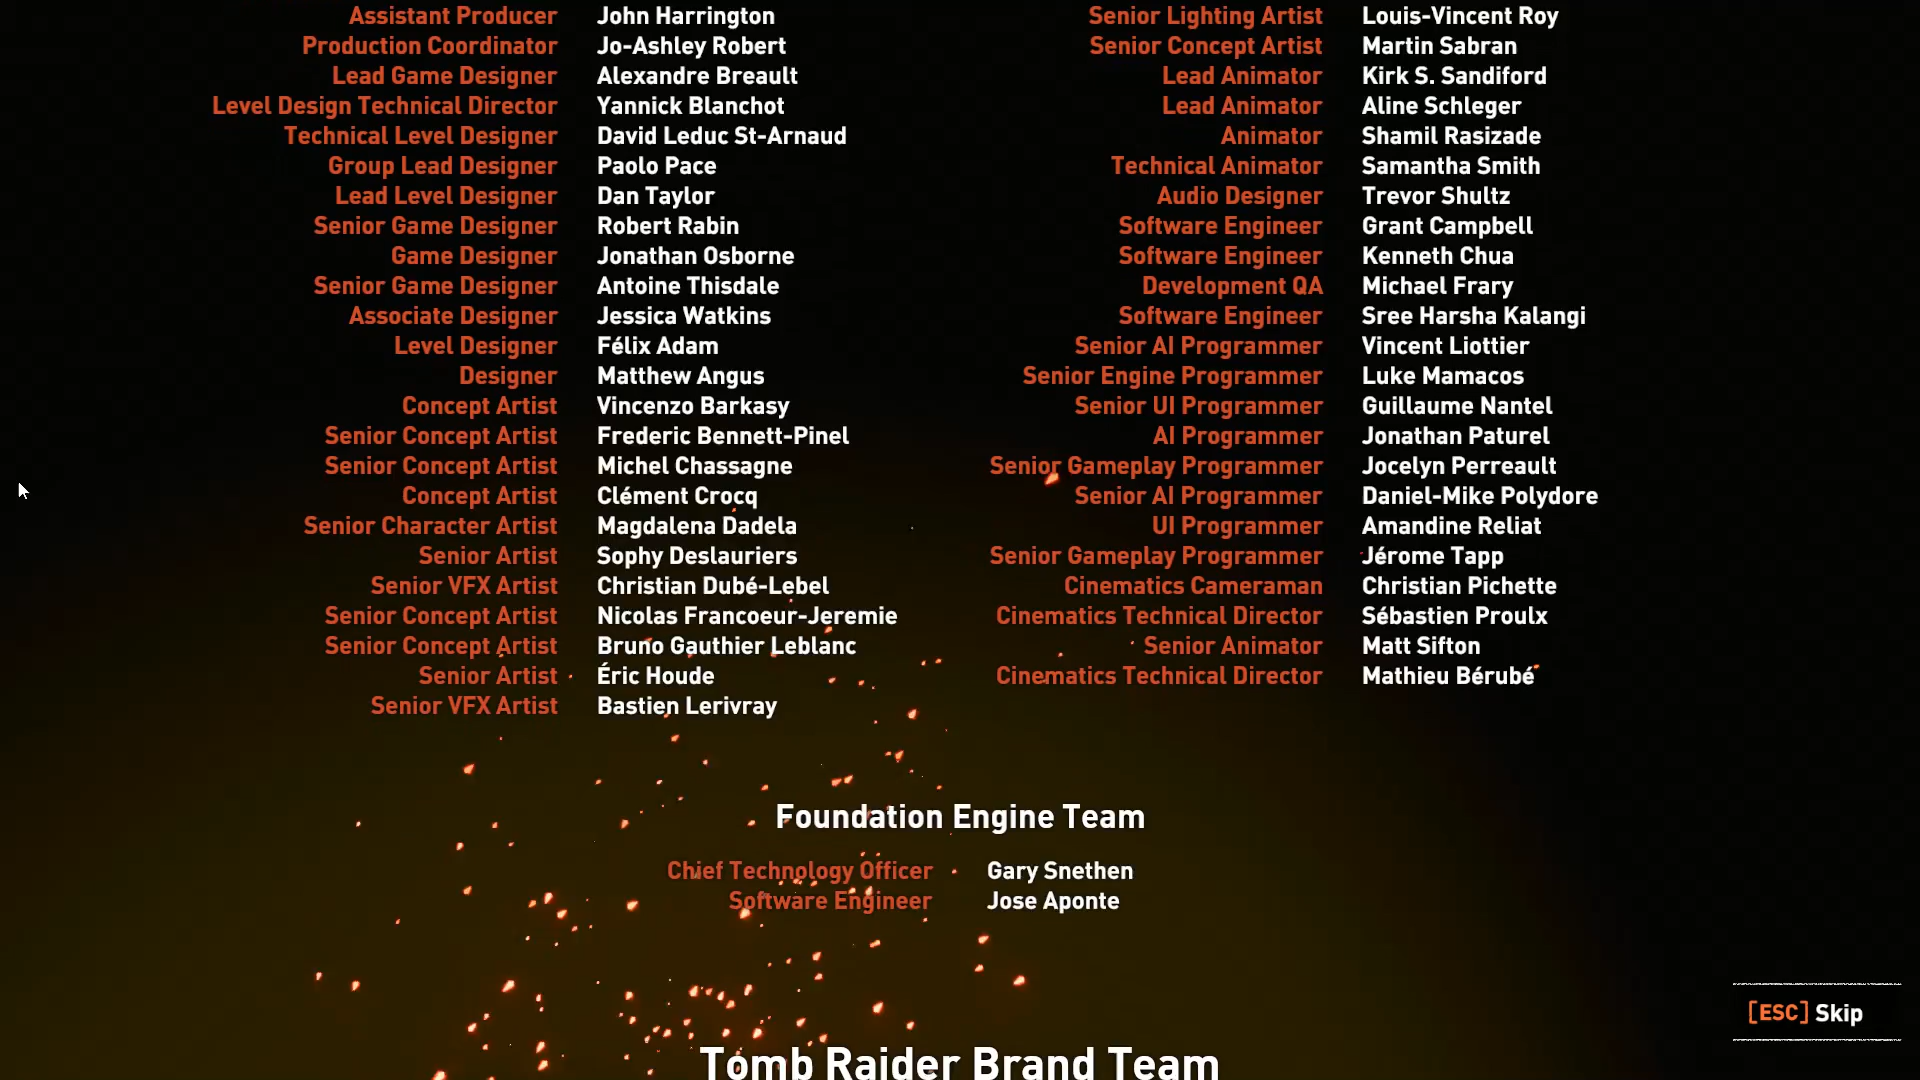 Assistant Producer John Harrington
Production Coordinator Jo-Ashley Robert
Lead Game Designer Alexandre Breault
Level Design Technical Director Yannick Blanchot
Technical Level Designer David Leduc St-Arnaud
Group Lead Designer Paolo Pace
Lead Level Designer Dan Taylor
Senior Game Designer Robert Rabin
Game Designer Jonathan Osborne
Senior Game Designer Antoine Thisdale
Associate Designer Jessica Watkins
Level Designer Félix Adam
Designer Matthew Angus
Concept Artist Vincenzo Barkasy
Senior Concept Artist Frederic Bennett-Pinel
Senior Concept Artist Michel Chassagne
Concept Artist Clément Crocq
Senior Character Artist Magdalena Dadela
Senior Artist Sophy Deslauriers
Senior VFX Artist Christian Dubé-Lebel
Senior Concept Artist Nicolas Francoeur-Jeremie
Senior Concept Artist Bruno Gauthier Leblanc
Senior Artist Éric Houde
Senior VFX Artist Bastien Lerivray
Senior Lighting Artist Louis-Vincent Roy
Senior Concept Artist Martin Sabran
Lead Animator Kirk S. Sandiford
Lead Animator Aline Schleger
Animator Shamil Rasizade
Technical Animator Samantha Smith
Audio Designer Trevor Shultz
Software Engineer Grant Campbell
Software Engineer Kenneth Chua
Development QA Michael Frary
Software Engineer Sree Harsha Kalangi
Senior AI Programmer Vincent Liottier
Senior Engine Programmer Luke Mamacos
Senior UI Programmer Guillaume Nantel
AI Programmer Jonathan Paturel
Senior Gameplay Programmer Jocelyn Perreault
Senior AI Programmer Daniel-Mike Polydore
UI Programmer Amandine Reliat
Senior Gameplay Programmer Jérome Tapp
Cinematics Cameraman Christian Pichette
Cinematics Technical Director Sébastien Proulx
Senior Animator Matt Sifton
Cinematics Technical Director Mathieu Bérubé
Foundation Engine Team
Chief Technology Officer Gary Snethen
Software Engineer Jose Aponte
[ESC] Skip
Tomb Raider Brand Team